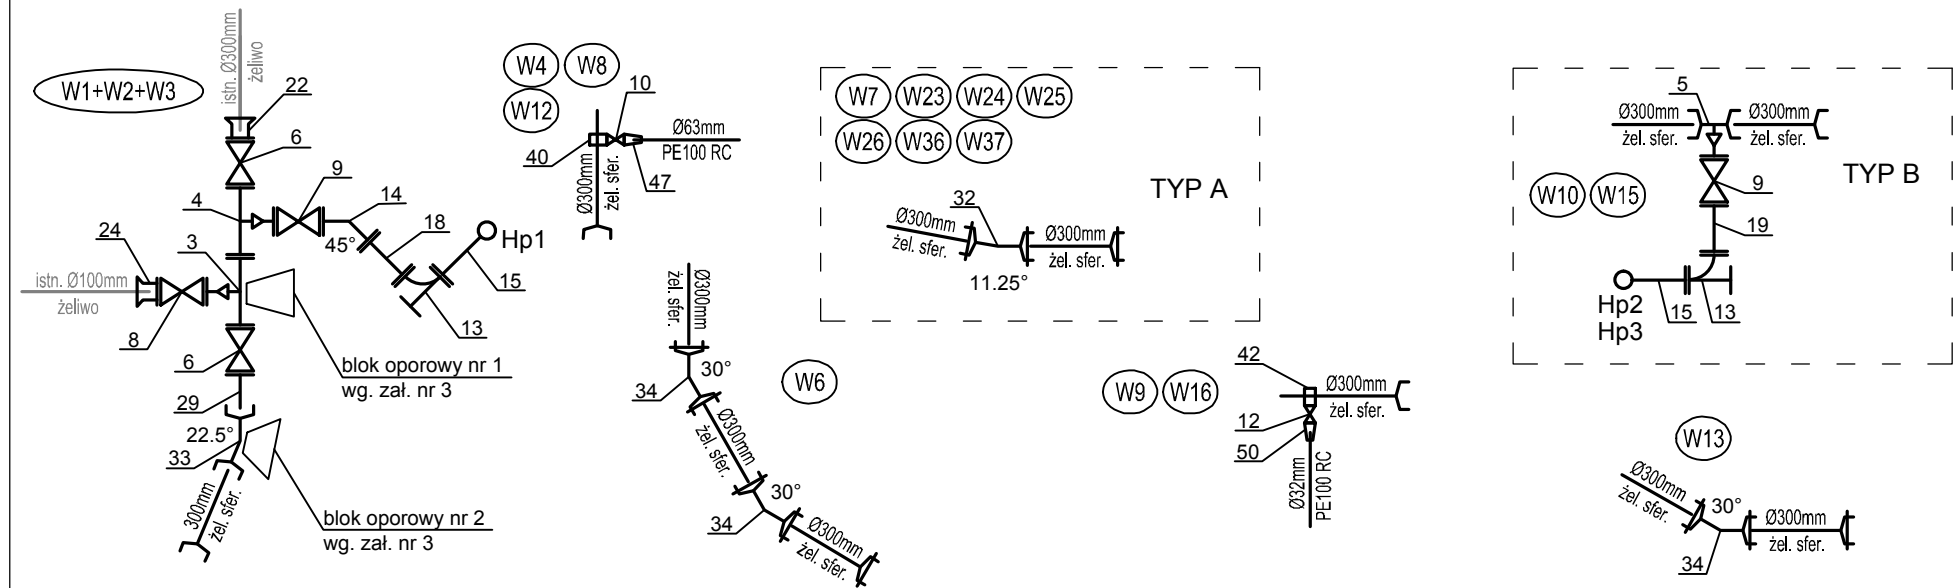 W1+W2+W3
istn. Ø300mm
żeliwo
22
6
9
14
4
18
45°
Hp1
24
3
15
istn. Ø100mm
żeliwo
13
8
6
blok oporowy nr 1
wg. zał. nr 3
29
22.5°
33
300mm
żel. sfer.
blok oporowy nr 2
wg. zał. nr 3
W4
W8
W12
10
Ø63mm
PE100 RC
40
47
Ø300mm
żel. sfer.
W6
Ø300mm
żel. sfer.
30°
34
Ø300mm
żel. sfer.
30°
34
Ø300mm
żel. sfer.
W7
W23
W24
W25
W26
W36
W37
TYP A
32
Ø300mm
żel. sfer.
Ø300mm
żel. sfer.
11.25°
W9
W16
42
Ø300mm
żel. sfer.
12
50
Ø32mm
PE100 RC
5
Ø300mm
żel. sfer.
Ø300mm
żel. sfer.
TYP B
W10
W15
9
19
Hp2
Hp3
15
13
W13
Ø300mm
żel. sfer.
30°
Ø300mm
żel. sfer.
34